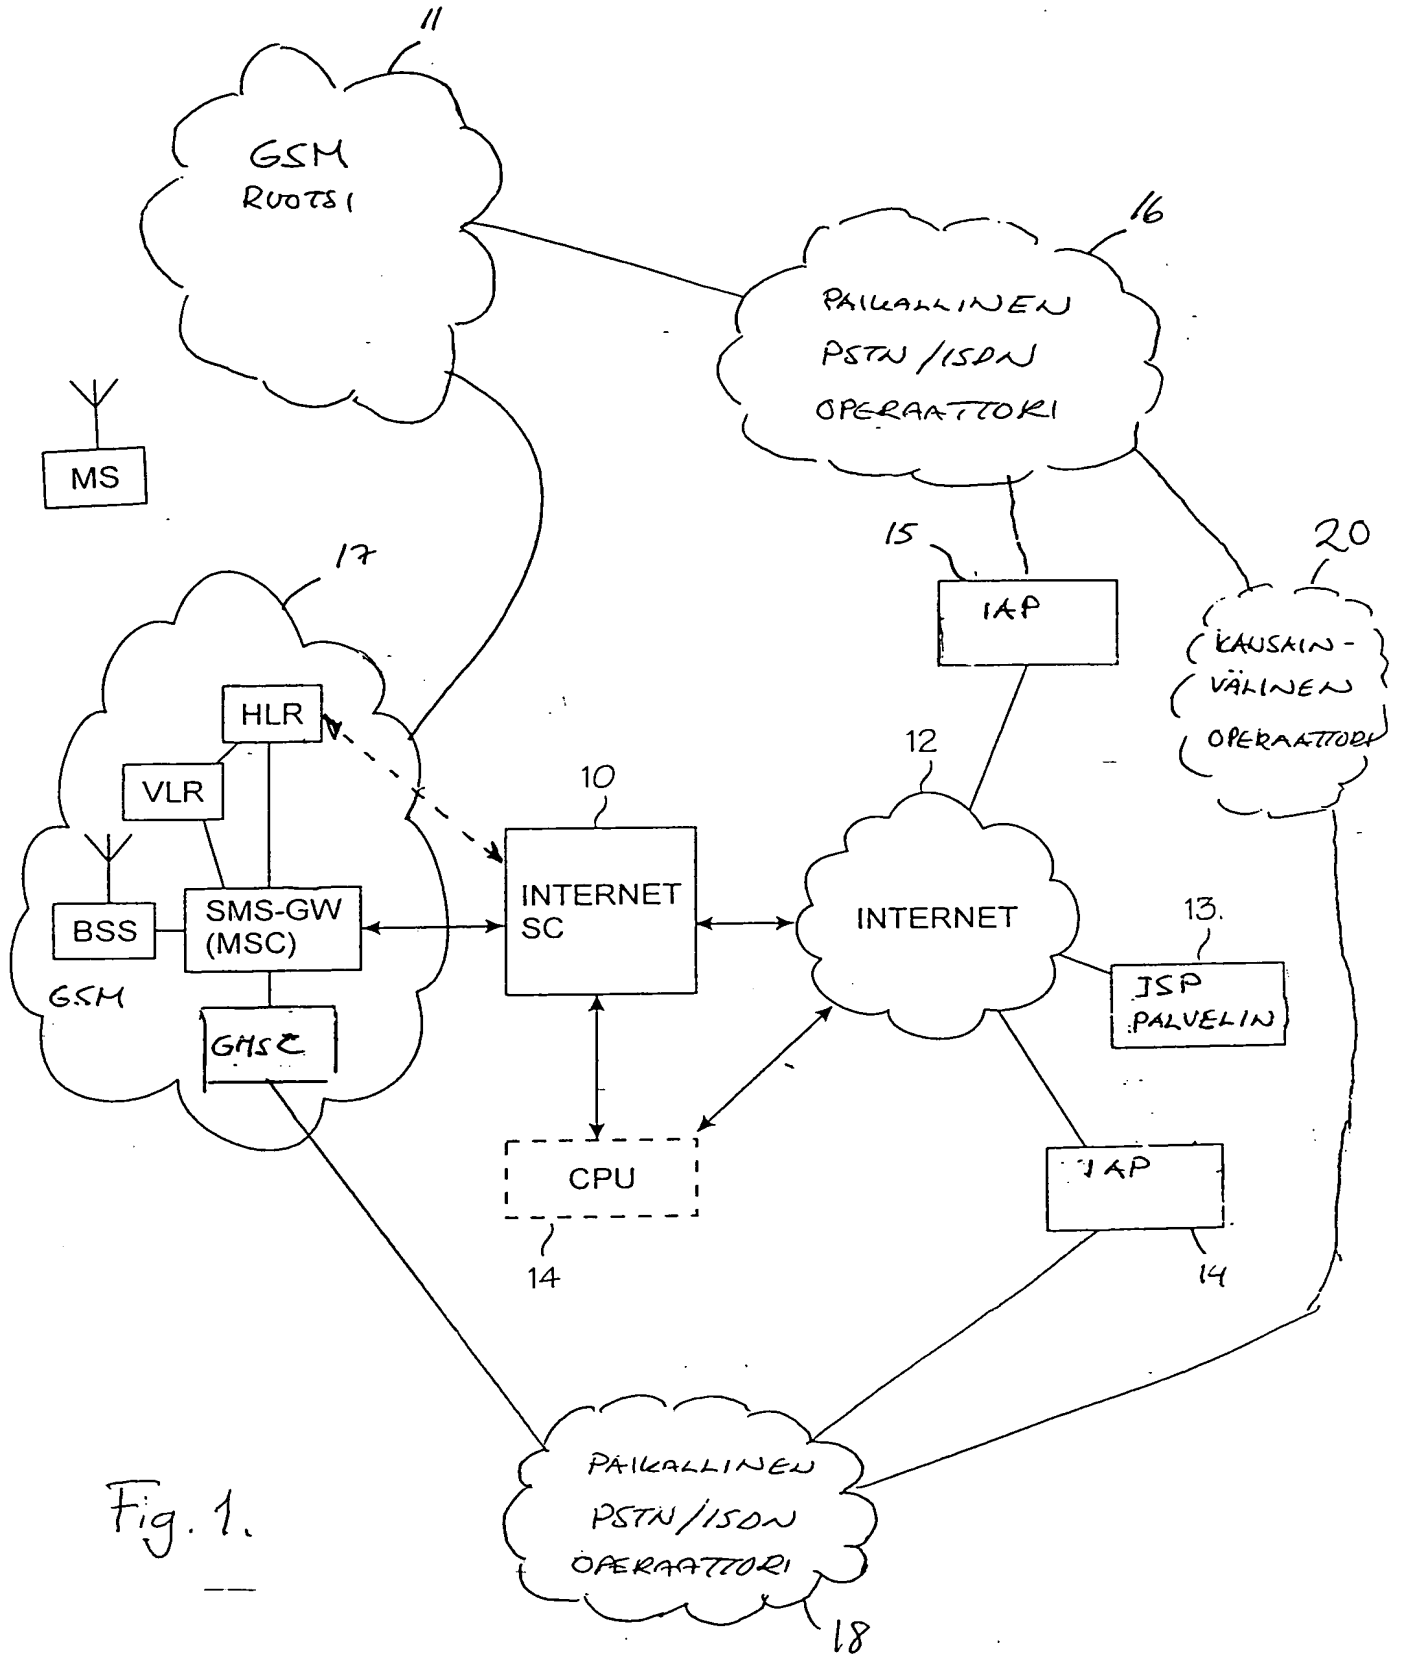 11
GSM
RUOTSI
16
PAIKALLINEN
PSTN/ISDN
OPERAATTORI
MS
15
IAP
20
KANSAIN-
VÄLINEN
OPERAATTORI
17
HLR
VLR
BSS
SMS-GW
(MSC)
GSM
GMSC
10
INTERNET
SC
12
INTERNET
13.
ISP
PALVELIN
CPU
14
IAP
14
PAIKALLINEN
PSTN/ISDN
OPERAATTORI
18
Fig. 1.